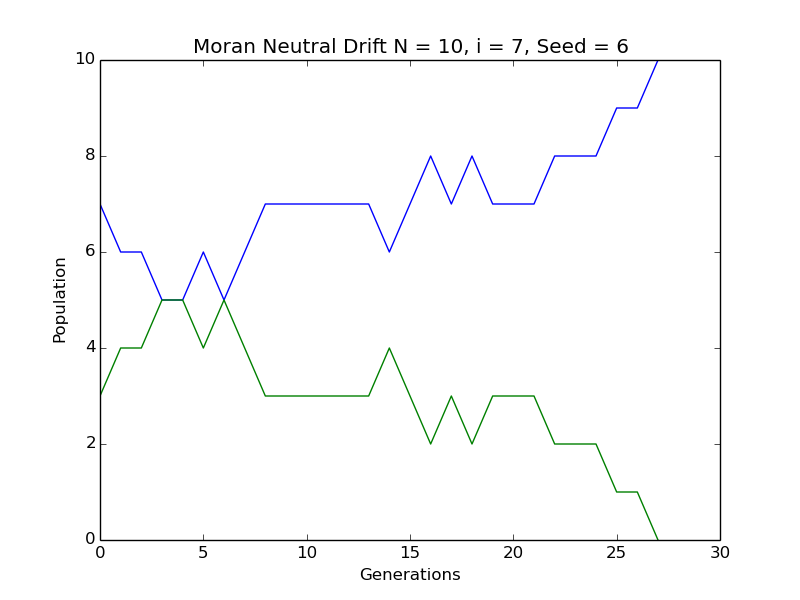 Moran Neutral Drift N = 10, i = 7, Seed = 6
10
8
6
4
2
0
Population
0 5 10 15 20 25 30
Generations